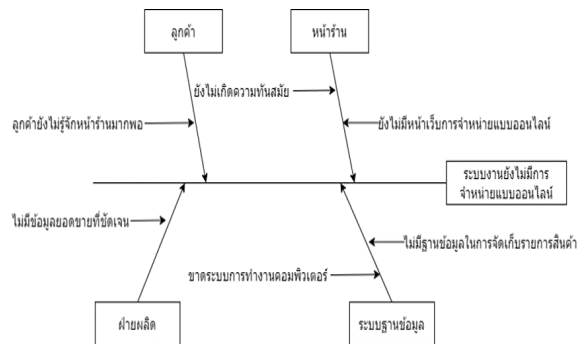 ลูกค้า
หน้าร้าน
ยังไม่เกิดความทันสมัย
ลูกค้ายังไม่รู้จักหน้าร้านมากพอ
ยังไม่มีหน้าเว็บการจำหน่ายแบบออนไลน์
ระบบงานยังไม่มีการ
จำหน่ายแบบออนไลน์
ไม่มีข้อมูลยอดขายที่ชัดเจน
ไม่มีฐานข้อมูลในการจัดเก็บรายการสินค้า
ขาดระบบการทำงานคอมพิวเตอร์
ฝ่ายผลิต
ระบบฐานข้อมูล